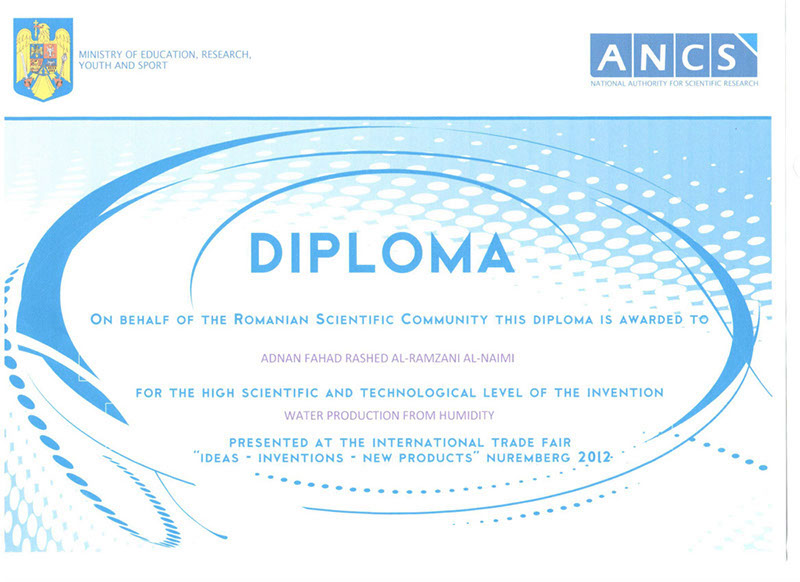 MINISTRY OF EDUCATION, RESEARCH,
YOUTH AND SPORT
ANCS
NATIONAL AUTHORITY FOR SCIENTIFIC RESEARCH
DIPLOMA
ON BEHALF OF THE ROMANIAN SCIENTIFIC COMMUNITY THIS DIPLOMA IS AWARDED TO
ADNAN FAHAD RASHED AL-RAMZANI AL-NAIMI
FOR THE HIGH SCIENTIFIC AND TECHNOLOGICAL LEVEL OF THE INVENTION
WATER PRODUCTION FROM HUMIDITY
PRESENTED AT THE INTERNATIONAL TRADE FAIR
"IDEAS - INVENTIONS - NEW PRODUCTS" NUREMBERG 2012